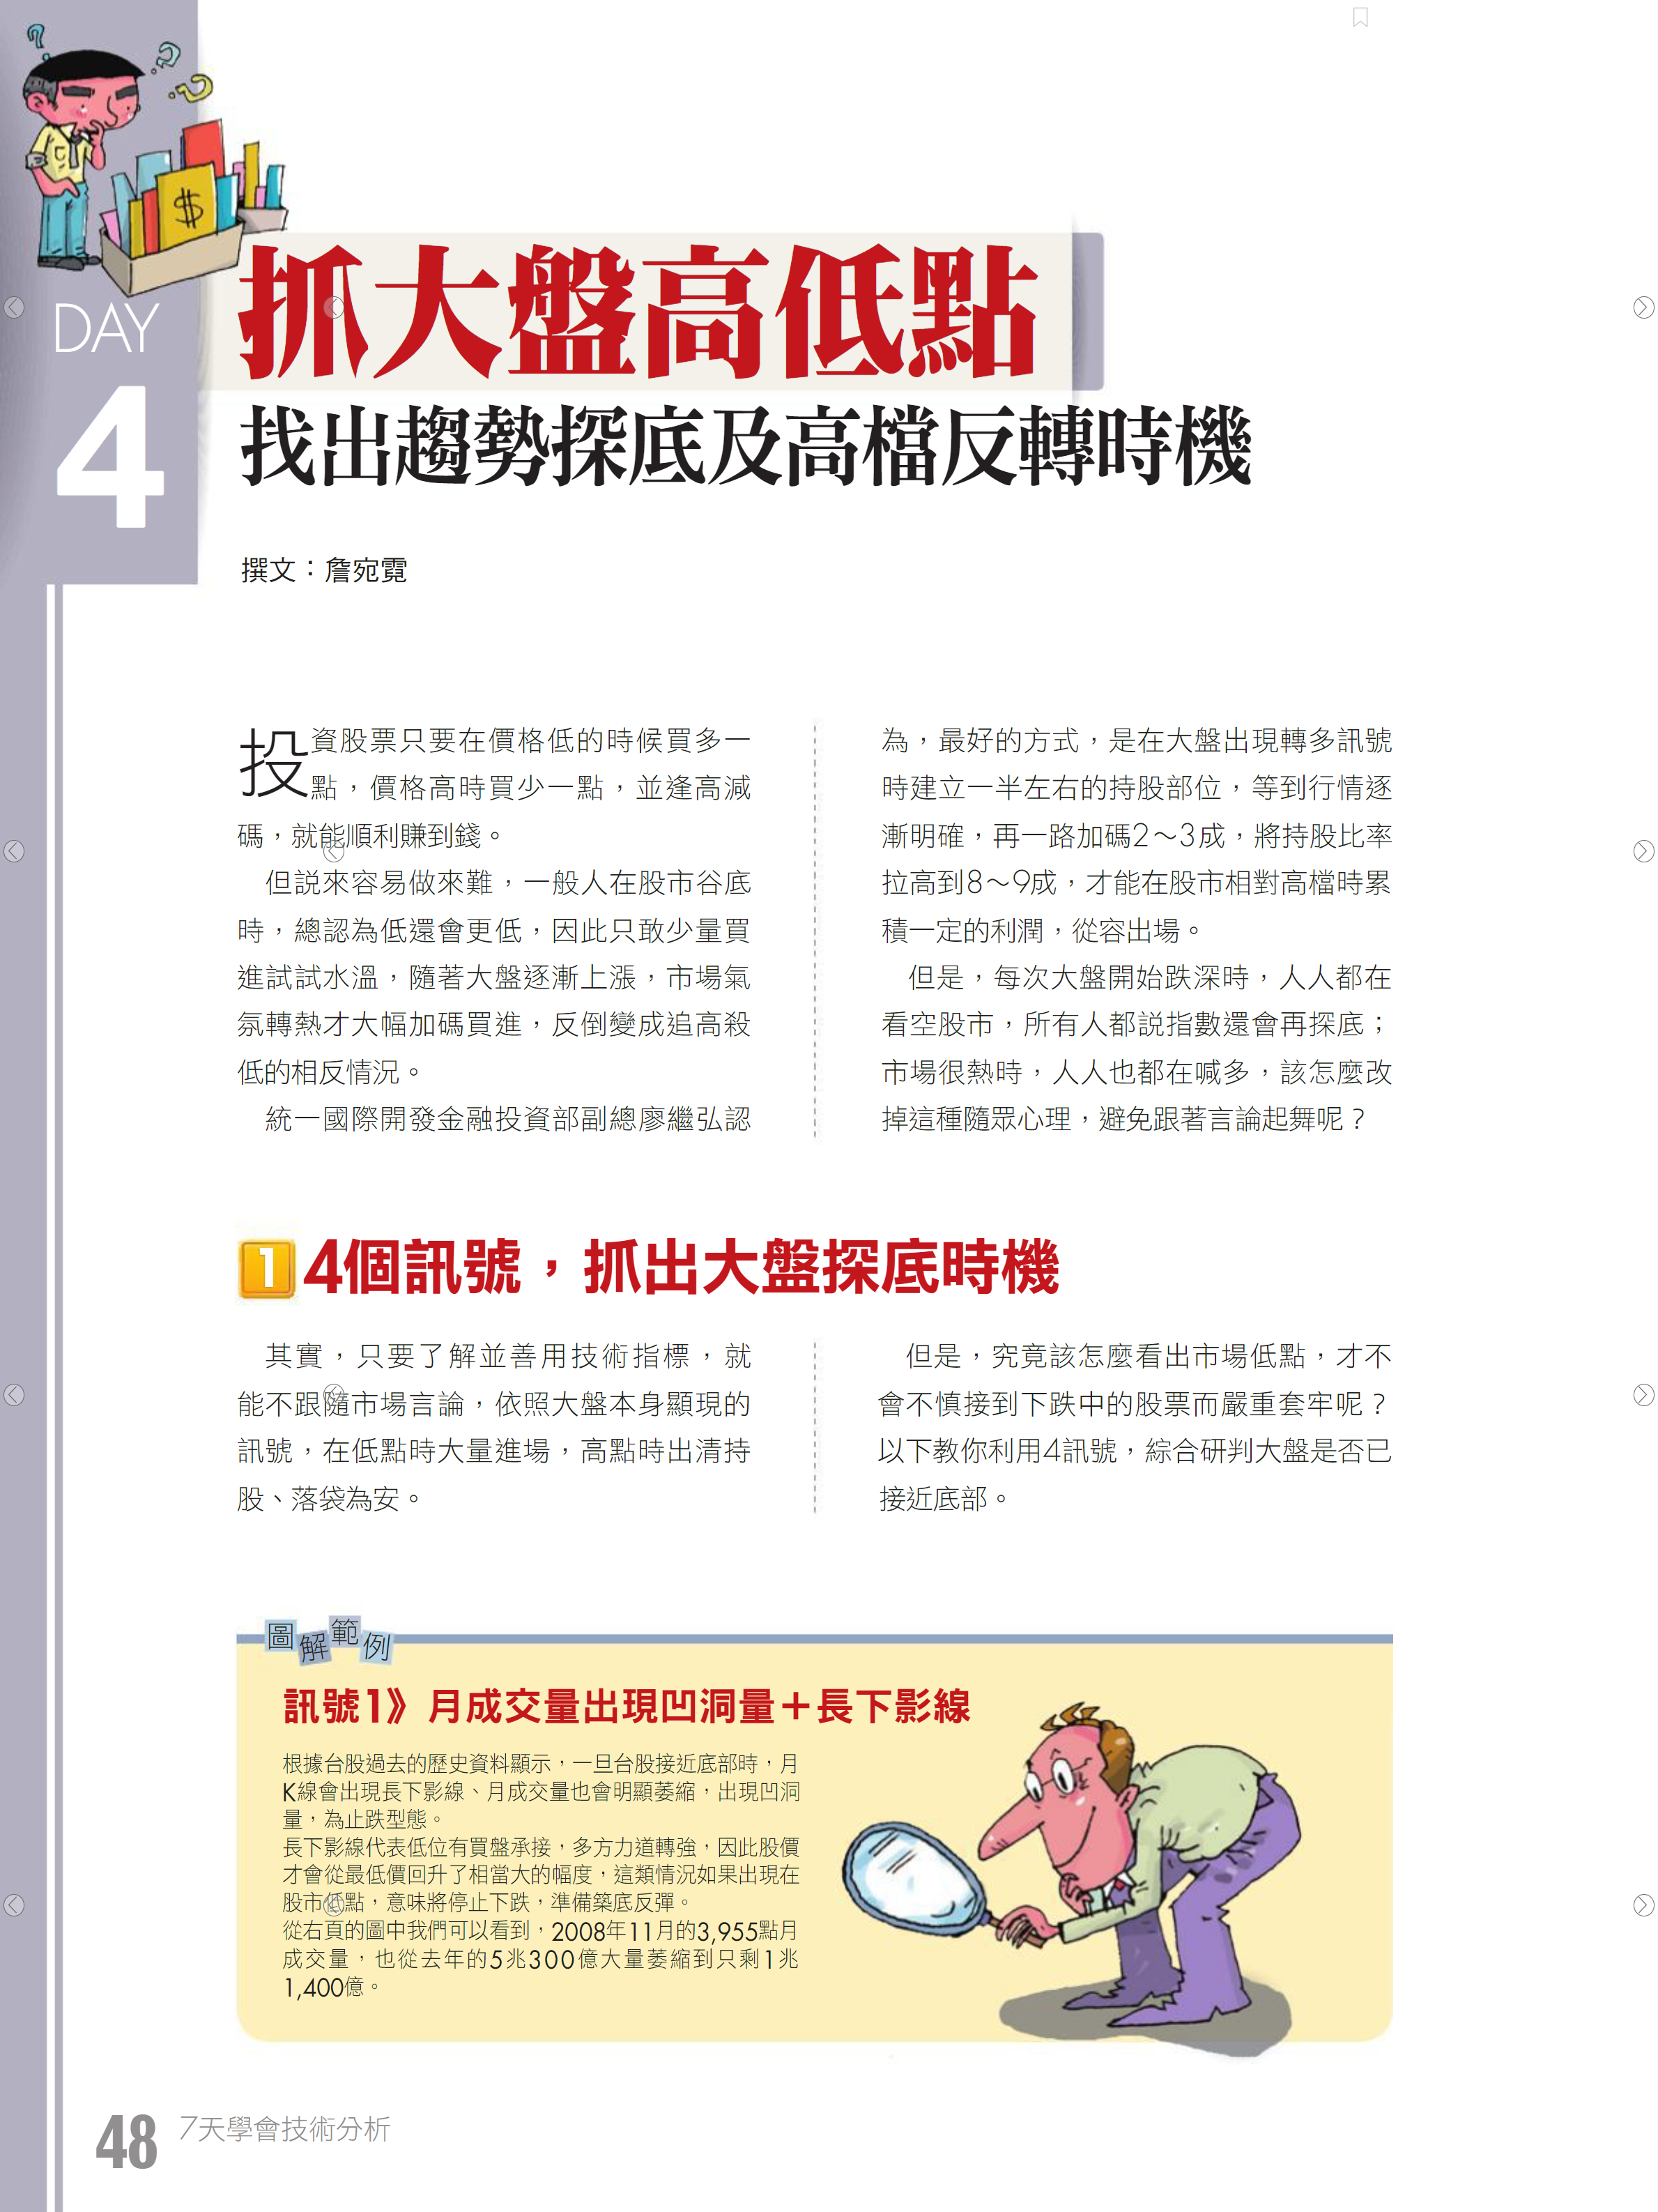 DAY
4
抓大盤高低點
找出趨勢探底及高檔反轉時機
撰文：詹宛霓
投資股票只要在價格低的時候買多一
點，價格高時買少一點，並逢高減
碼，就能順利賺到錢。
但說來容易做來難，一般人在股市谷底
時，總認為低還會更低，因此只敢少量買
進試試水溫，隨著大盤逐漸上漲，市場氣
氛轉熱才大幅加碼買進，反倒變成追高殺
低的相反情況。
統一國際開發金融投資部副總廖繼弘認
為，最好的方式，是在大盤出現轉多訊號
時建立一半左右的持股部位，等到行情逐
漸明確，再一路加碼2～3成，將持股比率
拉高到8～9成，才能在股市相對高檔時累
積一定的利潤，從容出場。
但是，每次大盤開始跌深時，人人都在
看空股市，所有人都說指數還會再探底；
市場很熱時，人人也都在喊多，該怎麼改
掉這種隨眾心理，避免跟著言論起舞呢？
1 4個訊號，抓出大盤探底時機
其實，只要了解並善用技術指標，就
能不跟隨市場言論，依照大盤本身顯現的
訊號，在低點時大量進場，高點時出清持
股、落袋為安。
但是，究竟該怎麼看出市場低點，才不
會不慎接到下跌中的股票而嚴重套牢呢？
以下教你利用4訊號，綜合研判大盤是否已
接近底部。
圖解範例
訊號1》月成交量出現凹洞量＋長下影線
根據台股過去的歷史資料顯示，一旦台股接近底部時，月
K線會出現長下影線、月成交量也會明顯萎縮，出現凹洞
量，為止跌型態。
長下影線代表低位有買盤承接，多方力道轉強，因此股價
才會從最低價回升了相當大的幅度，這類情況如果出現在
股市低點，意味將停止下跌，準備築底反彈。
從右頁的圖中我們可以看到，2008年11月的3,955點月
成交量，也從去年的5兆300億大量萎縮到只剩1兆
1,400億。
48 7天學會技術分析